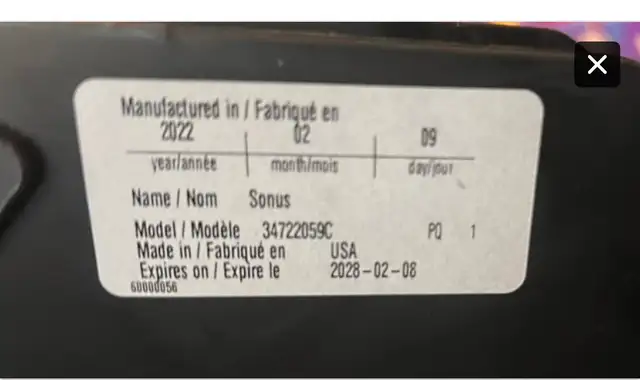 Manufactured in / Fabriqué en
2022 02 09
year/année month/mois day/jour
Name / Nom Sonus
Model / Modèle 34722059C PQ 1
Made in / Fabriqué en USA
Expires on / Expire le 2028-02-08
60000056